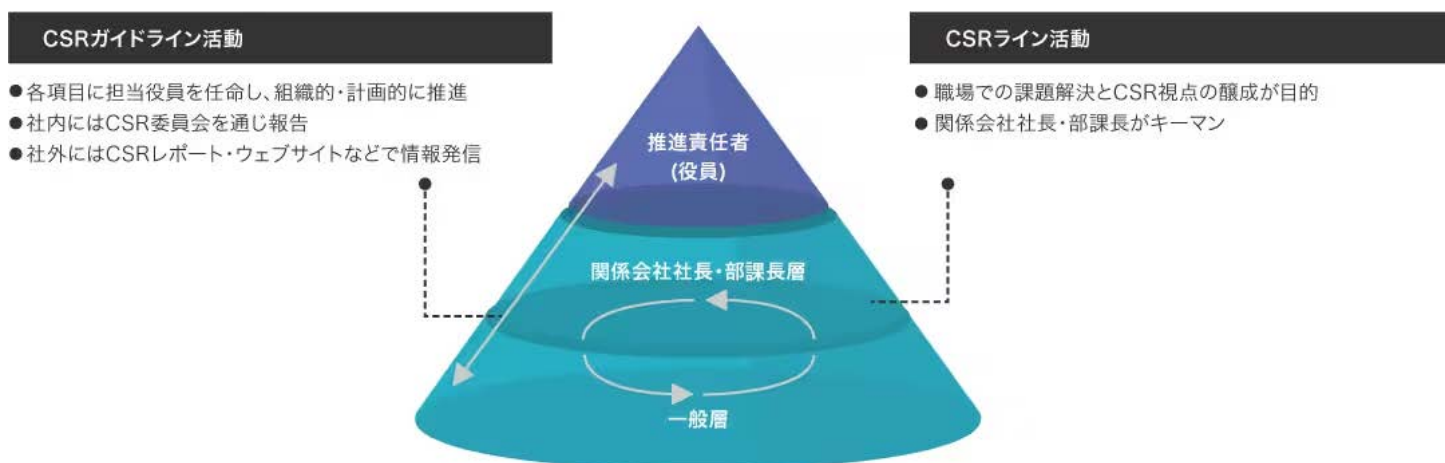 CSRガイドライン活動
●各項目に担当役員を任命し、組織的・計画的に推進
●社内にはCSR委員会を通じ報告
●社外にはCSRレポート・ウェブサイトなどで情報発信
CSRライン活動
●職場での課題解決とCSR視点の醸成が目的
●関係会社社長・部課長がキーマン
推進責任者
(役員)
関係会社社長・部課長層
一般層